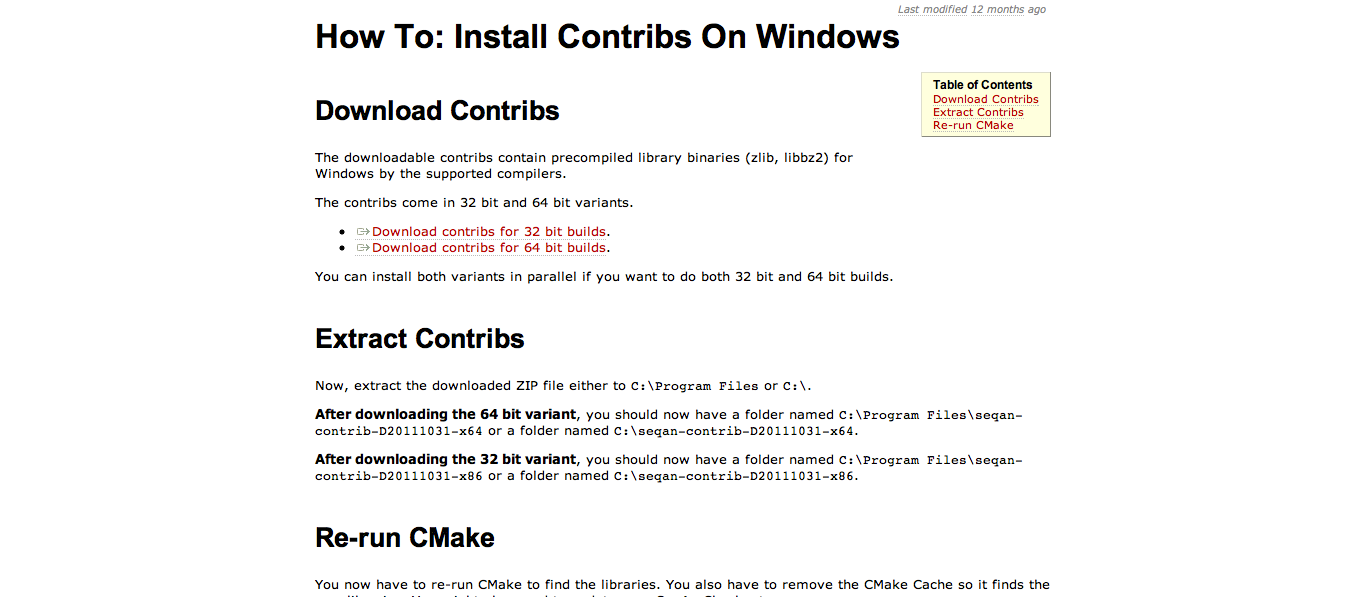 Last modified 12 months ago
How To: Install Contribs On Windows
Table of Contents
Download Contribs
Extract Contribs
Re-run CMake
Download Contribs
The downloadable contribs contain precompiled library binaries (zlib, libbz2) for
Windows by the supported compilers.
The contribs come in 32 bit and 64 bit variants.
Download contribs for 32 bit builds.
Download contribs for 64 bit builds.
You can install both variants in parallel if you want to do both 32 bit and 64 bit builds.
Extract Contribs
Now, extract the downloaded ZIP file either to C:\Program Files or C:\.
After downloading the 64 bit variant, you should now have a folder named C:\Program Files\seqan-
contrib-D20111031-x64 or a folder named C:\seqan-contrib-D20111031-x64.
After downloading the 32 bit variant, you should now have a folder named C:\Program Files\seqan-
contrib-D20111031-x86 or a folder named C:\seqan-contrib-D20111031-x86.
Re-run CMake
You now have to re-run CMake to find the libraries. You also have to remove the CMake Cache so it finds the